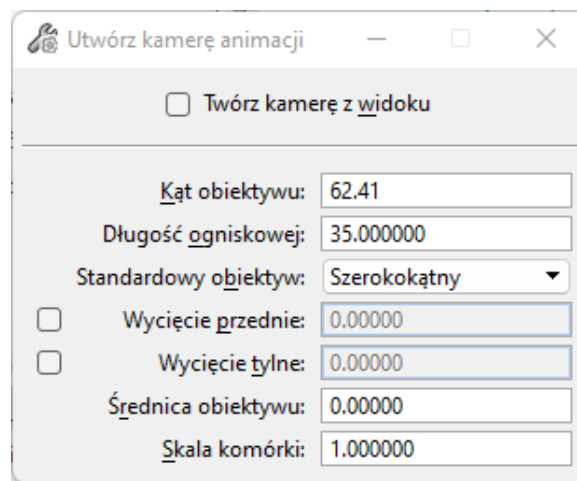 Utwórz kamerę animacji
Twórz kamerę z widoku
Kąt obiektywu: 62.41
Długość ogniskowej: 35.000000
Standardowy obiektyw: Szerokokątny
Wycięcie przednie: 0.00000
Wycięcie tylne: 0.00000
Średnica obiektywu: 0.00000
Skala komórki: 1.000000